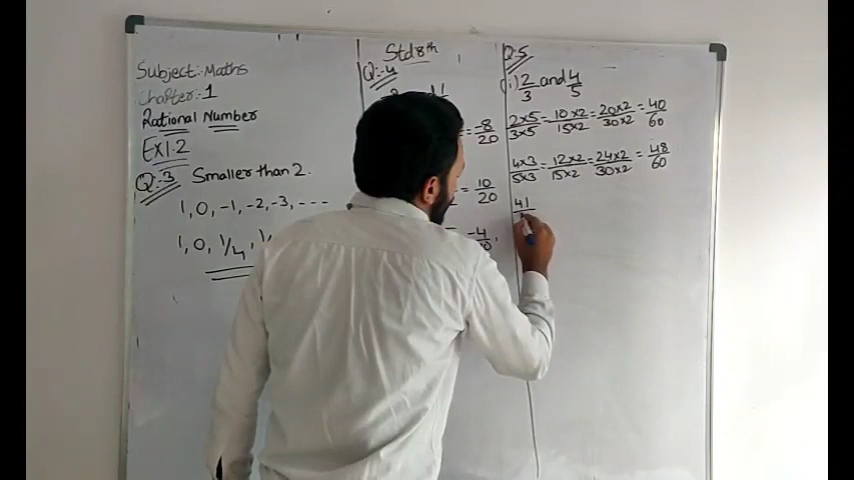 Subject:- Maths
Chapter:- 1
Rational Number
Ex 1.2
Q:-3 Smaller than 2.
1, 0, -1, -2, -3, ----
1, 0, 1/4,
Std 8th
Q:-4
-8/20
= 10/20
-4
Q:-5
(i) 2/3 and 4/5
2×5/3×5 = 10×2/15×2 = 20×2/30×2 = 40/60
4×3/5×3 = 12×2/15×2 = 24×2/30×2 = 48/60
41